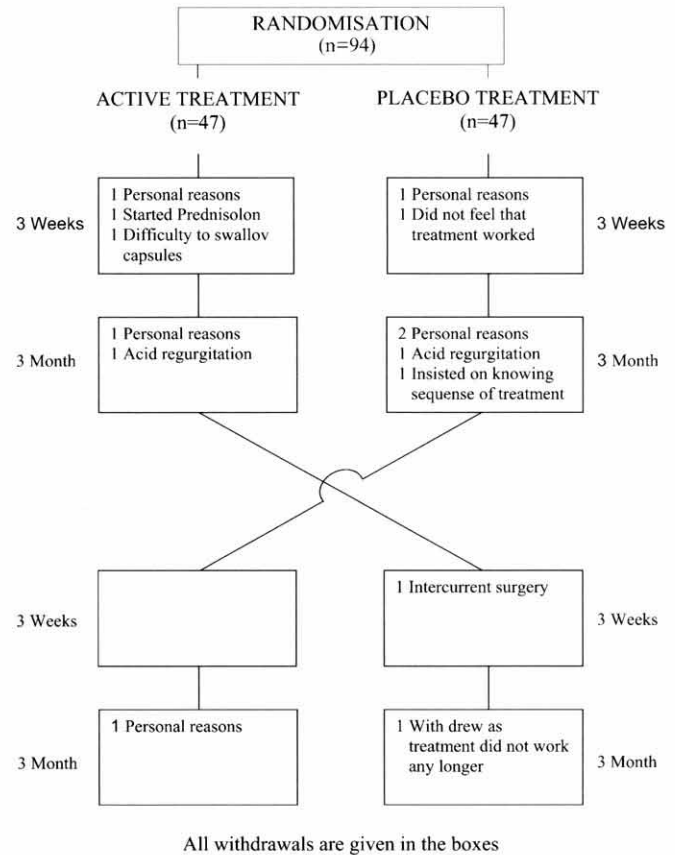 RANDOMISATION
(n=94)
ACTIVE TREATMENT
(n=47)
PLACEBO TREATMENT
(n=47)
3 Weeks
1 Personal reasons
1 Started Prednisolon
1 Difficulty to swallov
capsules
1 Personal reasons
1 Did not feel that
treatment worked
3 Weeks
3 Month
1 Personal reasons
1 Acid regurgitation
2 Personal reasons
1 Acid regurgitation
1 Insisted on knowing
sequense of treatment
3 Month
3 Weeks
1 Intercurrent surgery
3 Weeks
3 Month
1 Personal reasons
1 With drew as
treatment did not work
any longer
3 Month
All withdrawals are given in the boxes